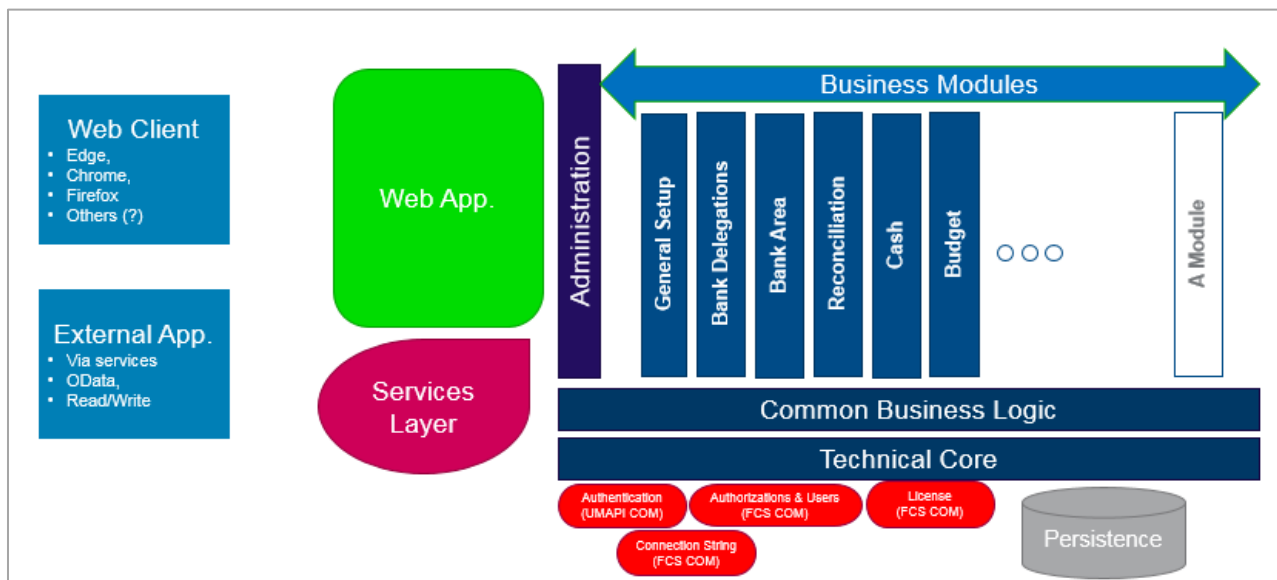 Web Client
• Edge,
• Chrome,
• Firefox
• Others (?)
External App.
• Via services
• OData,
• Read/Write
Web App.
Services
Layer
Administration
Business Modules
General Setup
Bank Delegations
Bank Area
Reconciliation
Cash
Budget
A Module
Common Business Logic
Technical Core
Authentication
(UMAPI COM)
Authorizations & Users
(FCS COM)
License
(FCS COM)
Connection String
(FCS COM)
Persistence